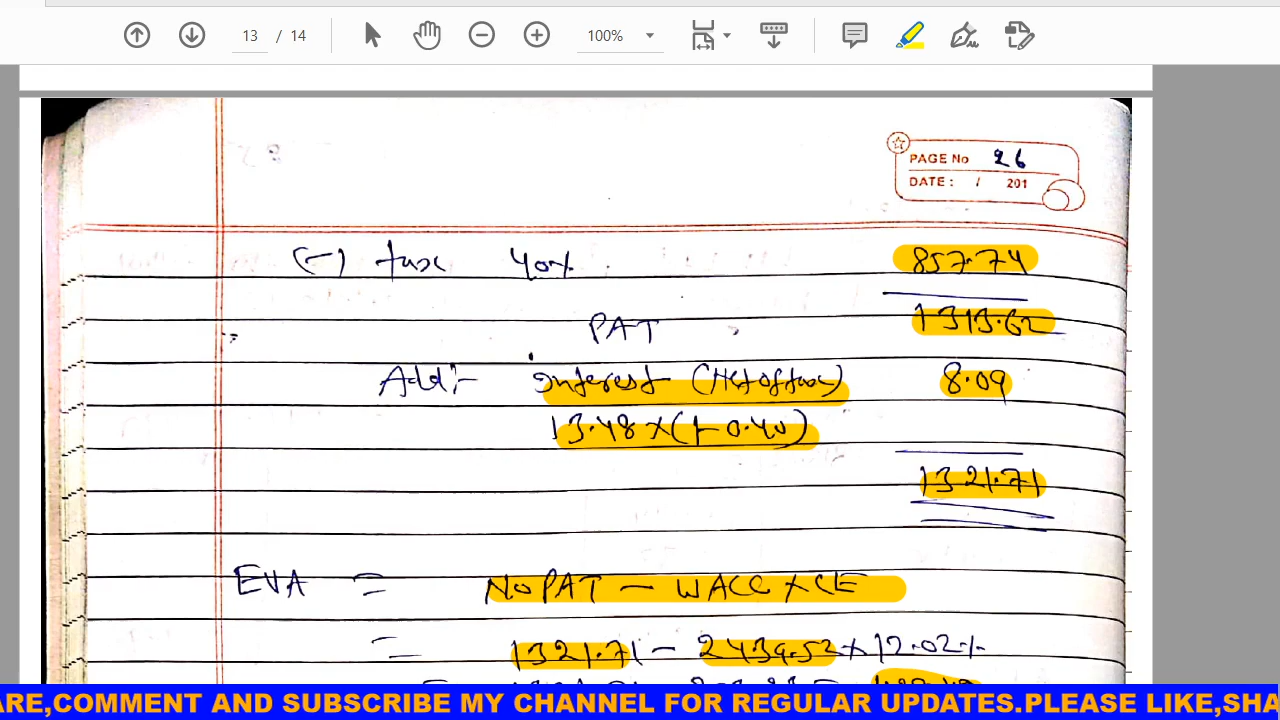 13 / 14
100%
PAGE No 26
DATE : / 201
(-) tax 40% 857.74
PAT 1313.62
Add:- interest (Net of tax) 8.09
13.48 x (1-0.40)
1321.71
EVA = NOPAT - WACC x CE
= 1321.71 - 2439.52 x 12.02%
ARE,COMMENT AND SUBSCRIBE MY CHANNEL FOR REGULAR UPDATES.PLEASE LIKE,SHA